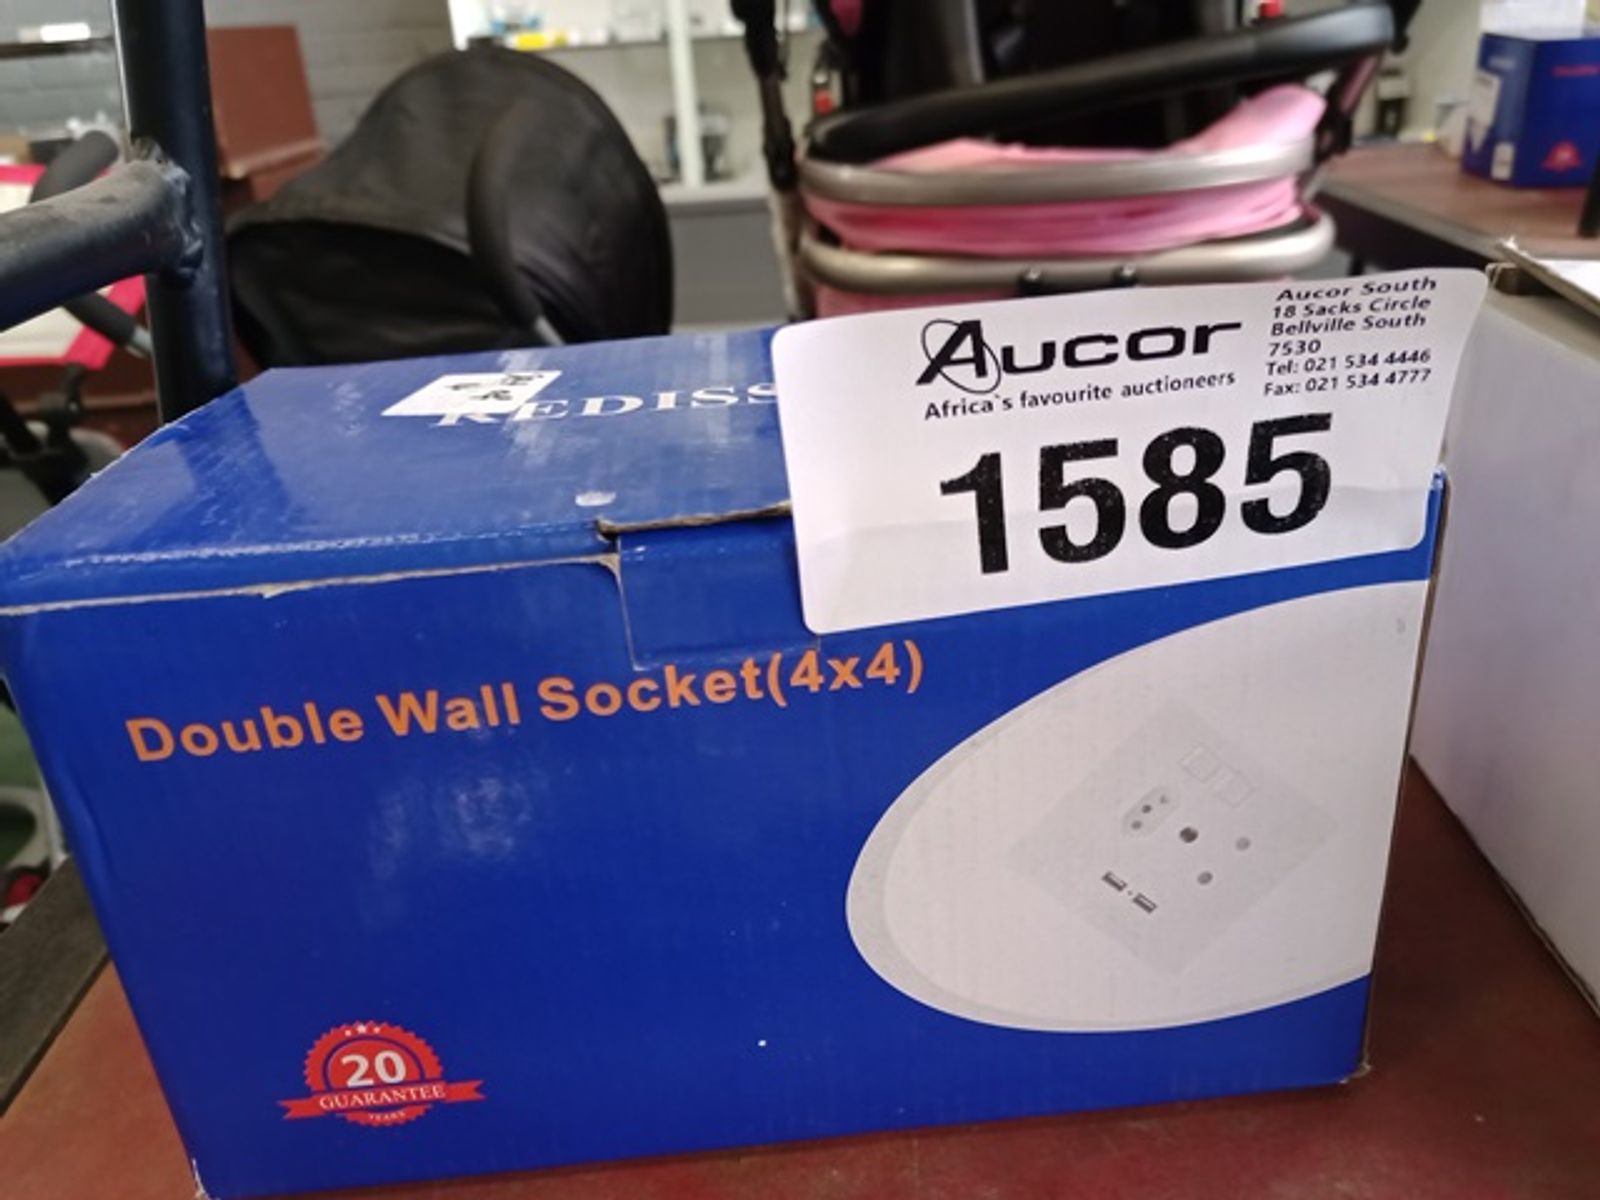 Aucor
Africa`s favourite auctioneers
Aucor South
18 Sacks Circle
Bellville South
7530
Tel: 021 534 4446
Fax: 021 534 4777
1585
Double Wall Socket(4x4)
20
GUARANTEE
YEARS